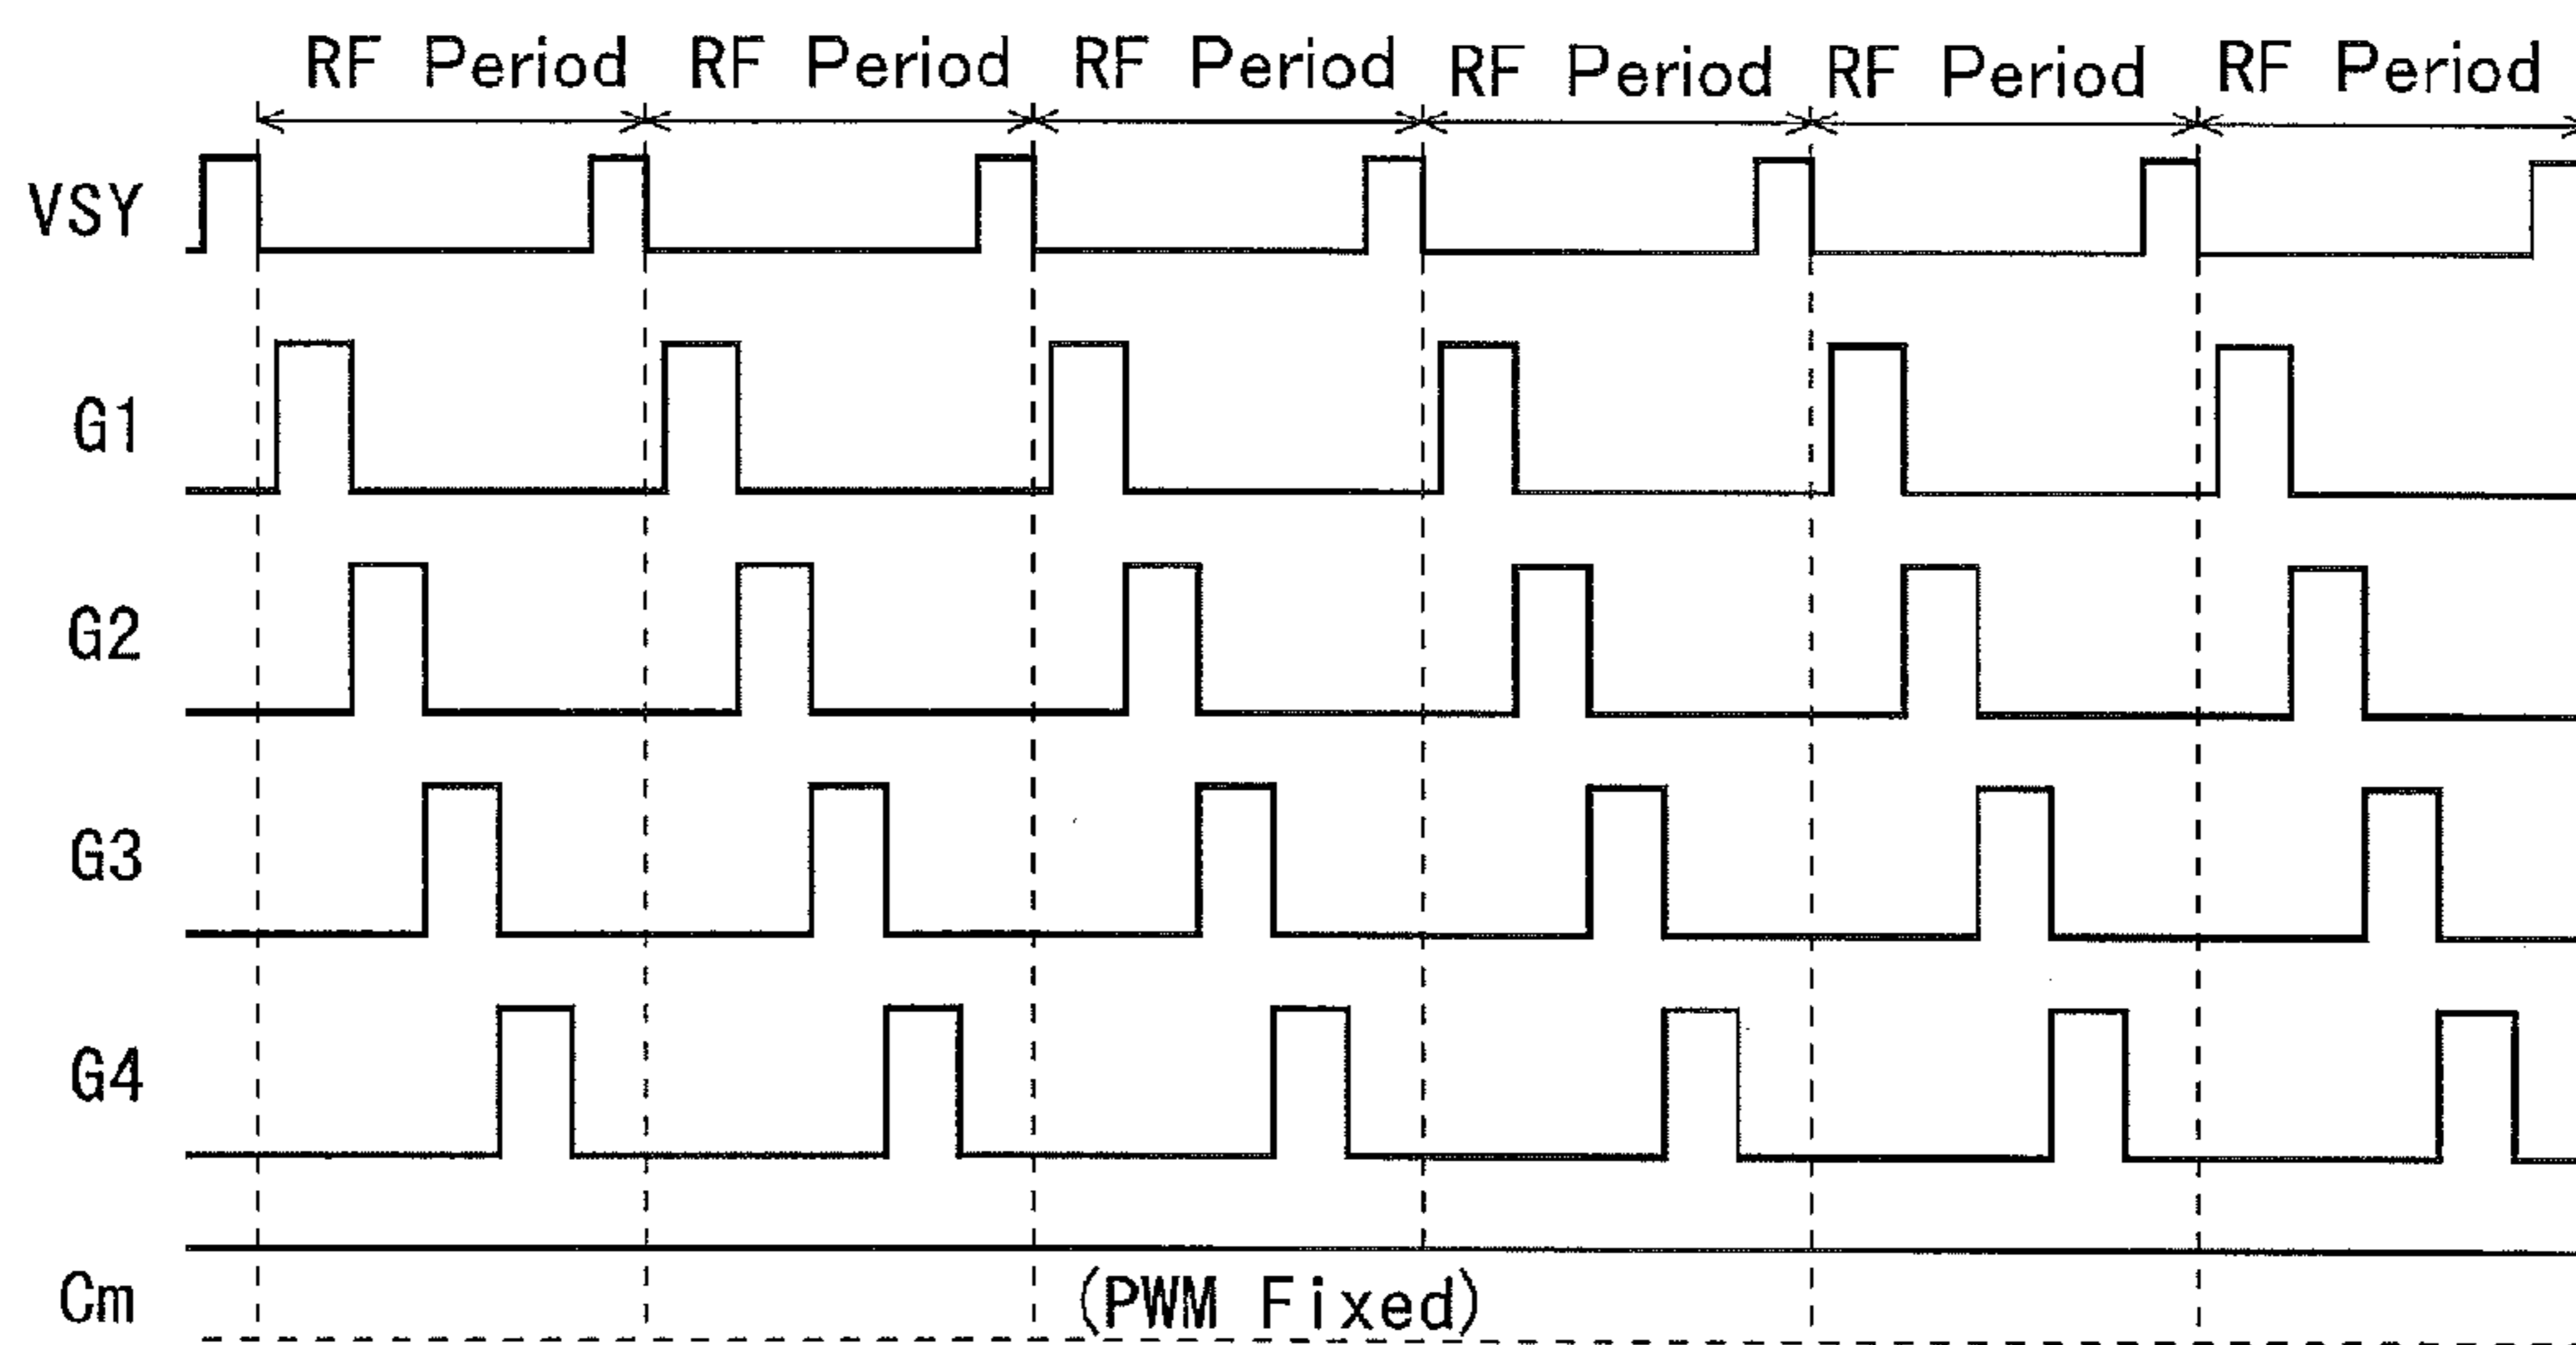 RF Period RF Period RF Period RF Period RF Period RF Period
VSY
G1
G2
G3
G4
Cm
(PWM Fixed)